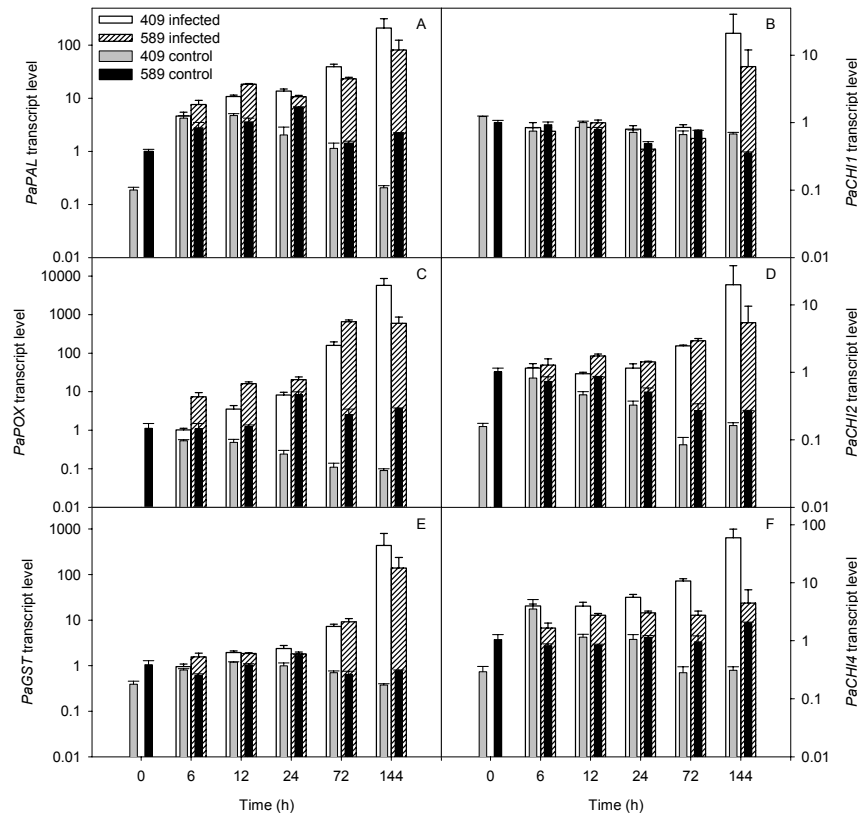 409 infected
589 infected
409 control
589 control
A
PaPAL transcript level
100
10
1
0.1
0.01
B
PaCHI1 transcript level
10
1
0.1
0.01
C
PaPOX transcript level
10000
1000
100
10
1
0.1
0.01
D
PaCHI2 transcript level
10
1
0.1
0.01
E
PaGST transcript level
1000
100
10
1
0.1
0.01
F
PaCHI4 transcript level
100
10
1
0.1
0.01
0 6 12 24 72 144
Time (h)
0 6 12 24 72 144
Time (h)